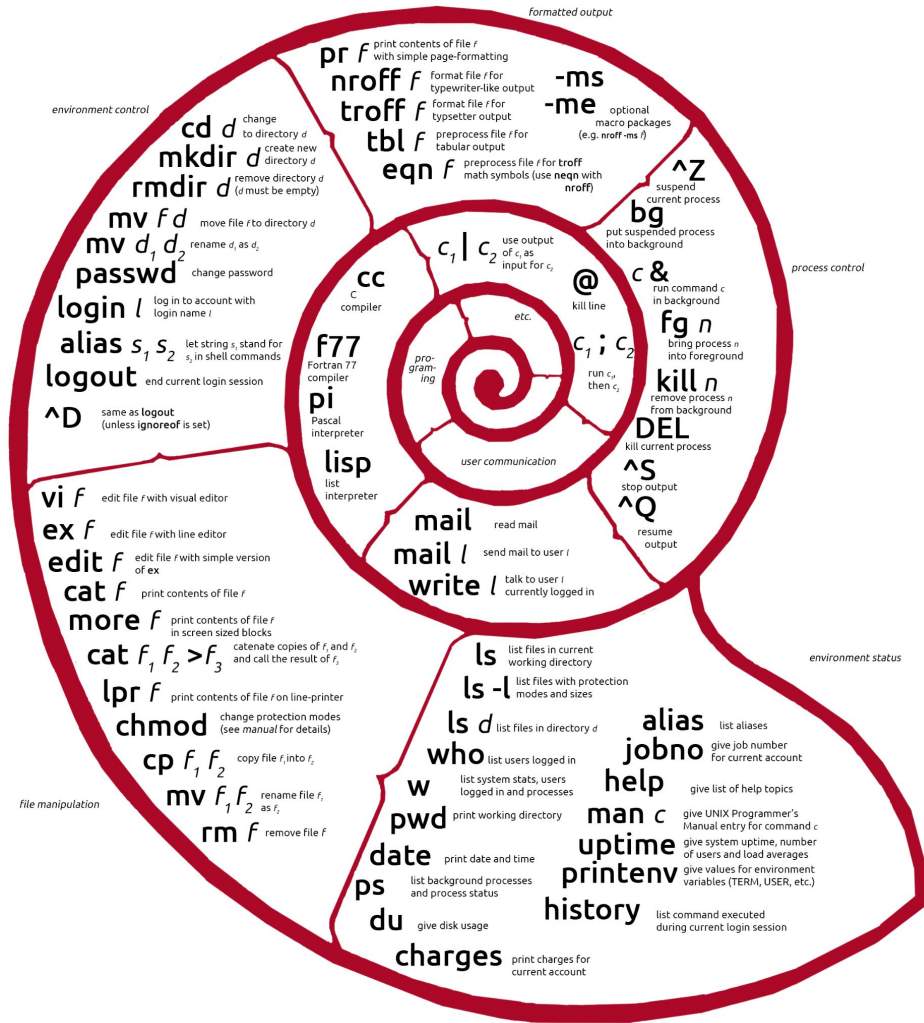 formatted output
pr f print contents of file f
with simple page-formatting
nroff f format file f for
typewriter-like output
troff f format file f for
typsetter output
tbl f preprocess file f for
tabular output
eqn f preprocess file f for troff
math symbols (use neqn with
nroff)
-ms
-me optional
macro packages
(e.g. nroff -ms f)
environment control
cd d change
to directory d
mkdir d create new
directory d
rmdir d remove directory d
(d must be empty)
mv f d move file f to directory d
mv d₁ d₂ rename d₁ as d₂
passwd change password
login l log in to account with
login name l
alias s₁ s₂ let string s₁ stand for
s₂ in shell commands
logout end current login session
^D same as logout
(unless ignoreof is set)
process control
^Z
suspend
current process
bg
put suspended process
into background
c &
run command c
in background
fg n
bring process n
into foreground
kill n
remove process n
from background
DEL
kill current process
^S
stop output
^Q
resume
output
c₁ | c₂ use output
of c₁ as
input for c₂
@
kill line
c₁ ; c₂
run c₁,
then c₂
etc.
cc
C
compiler
f77
Fortran 77
compiler
pi
Pascal
interpreter
lisp
list
interpreter
pro-
gram-
ing
user communication
mail read mail
mail l send mail to user l
write l talk to user l
currently logged in
vi f edit file f with visual editor
ex f edit file f with line editor
edit f edit file f with simple version
of ex
cat f print contents of file f
more f print contents of file f
in screen sized blocks
cat f₁ f₂ >f₃ catenate copies of f₁ and f₂
and call the result of f₃
lpr f print contents of file f on line-printer
chmod change protection modes
(see manual for details)
cp f₁ f₂ copy file f₁ into f₂
mv f₁ f₂ rename file f₁
as f₂
rm f remove file f
file manipulation
environment status
ls list files in current
working directory
ls -l list files with protection
modes and sizes
ls d list files in directory d
who list users logged in
w list system stats, users
logged in and processes
pwd print working directory
date print date and time
ps list background processes
and process status
du give disk usage
charges print charges for
current account
alias list aliases
jobno give job number
for current account
help give list of help topics
man c give UNIX Programmer's
Manual entry for command c
uptime give system uptime, number
of users and load averages
printenv give values for environment
variables (TERM, USER, etc.)
history list command executed
during current login session